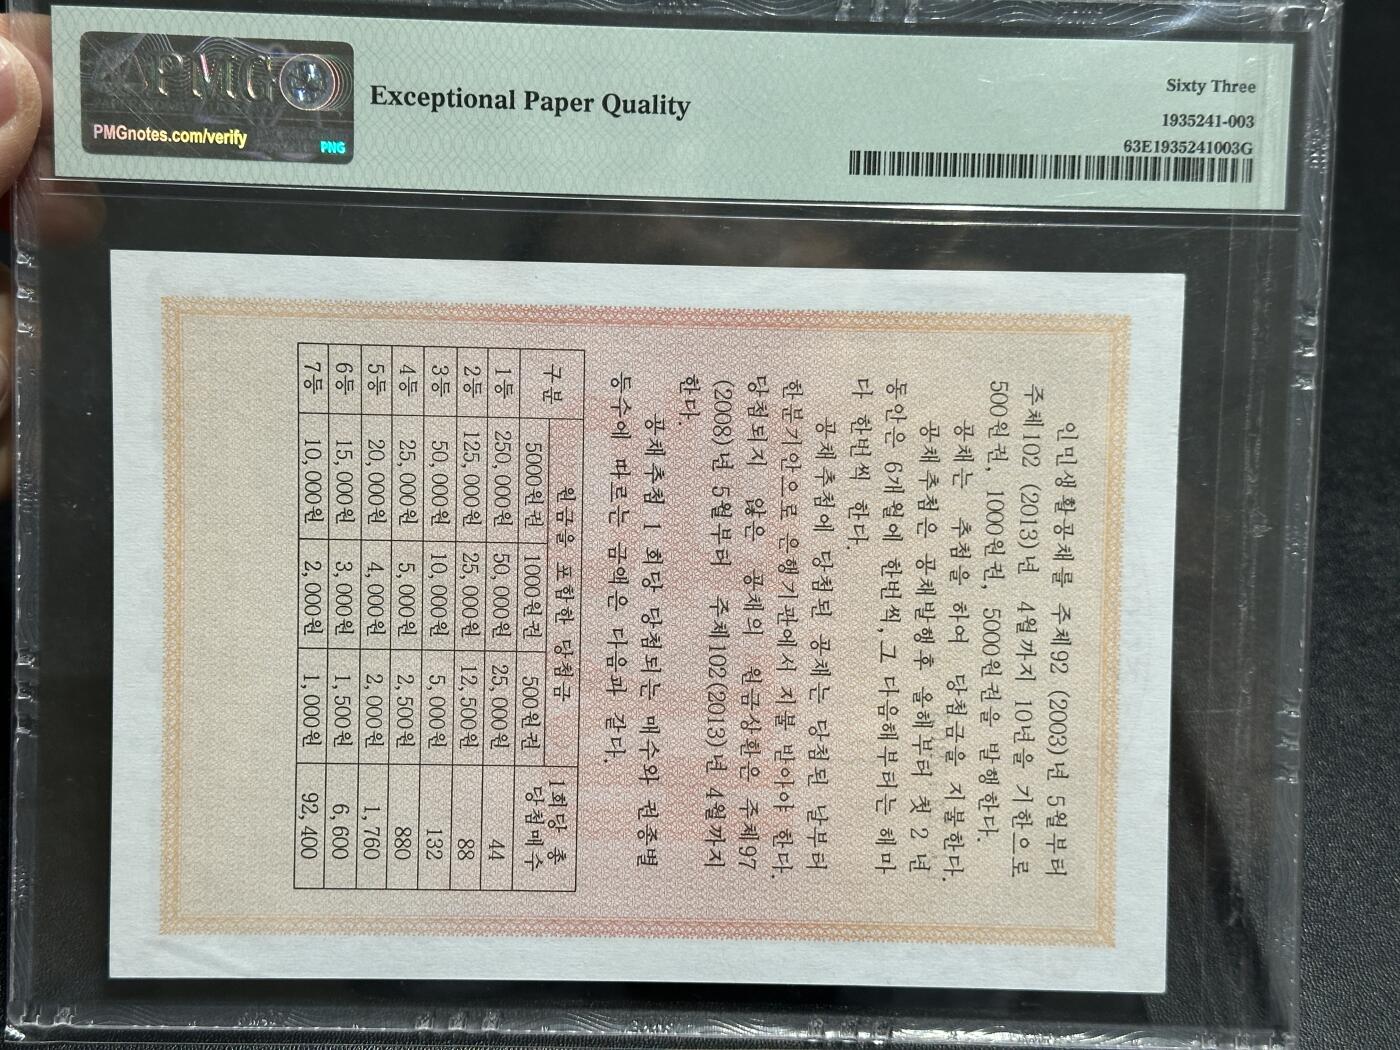 PMG
PMGnotes.com/verify
PNG
Exceptional Paper Quality
Sixty Three
1935241-003
63E1935241003G
인민생활공채를 주체92 (2003)년 5월부터
주체102 (2013)년 4월까지 10년을 기한으로
500원권, 1000원권, 5000원권을 발행한다.
공채는 추첨을 하여 당첨금을 지불한다.
공채추첨은 공채발행후 올해부터 첫 2년
동안은 6개월에 한번씩, 그 다음해부터는 해마
다 한번씩 한다.
공채추첨에 당첨된 공채는 당첨된 날부터
한분기안으로 은행기관에서 지불 받아야 한다.
당첨되지 않은 공채의 원금상환은 주체97
(2008)년 5월부터 주체102(2013)년 4월까지
한다.
공채추첨 1회당 당첨되는 매수와 권종별
등수에 따르는 금액은 다음과 같다.
구분 원금을 포함한 당첨금 1회당 총
5000원권 1000원권 500원권 당첨매수
1등 250,000원 50,000원 25,000원 44
2등 125,000원 25,000원 12,500원 88
3등 50,000원 10,000원 5,000원 132
4등 25,000원 5,000원 2,500원 880
5등 20,000원 4,000원 2,000원 1,760
6등 15,000원 3,000원 1,500원 6,600
7등 10,000원 2,000원 1,000원 92,400